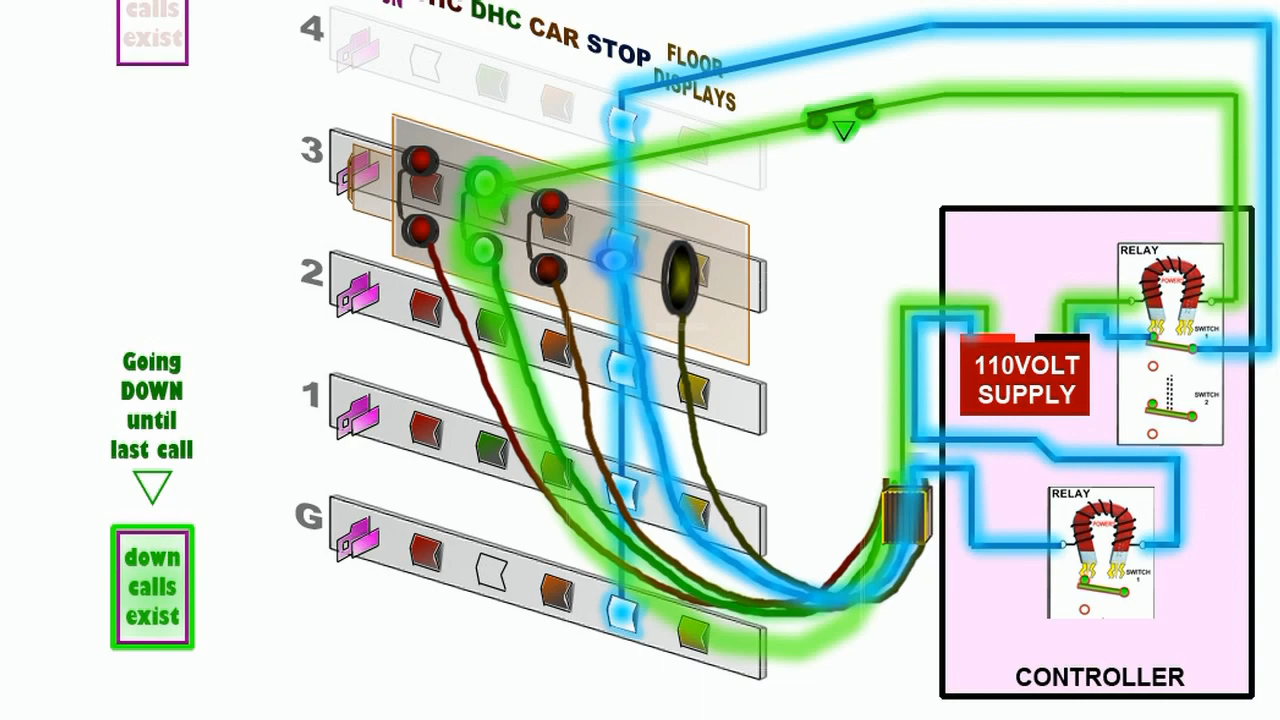 calls
exist
DHC CAR STOP
FLOOR
DISPLAYS
4
3
2
1
G
Going
DOWN
until
last call
down
calls
exist
RELAY
POWER
SWITCH
1
SWITCH
2
110VOLT
SUPPLY
RELAY
POWER
SWITCH
1
CONTROLLER